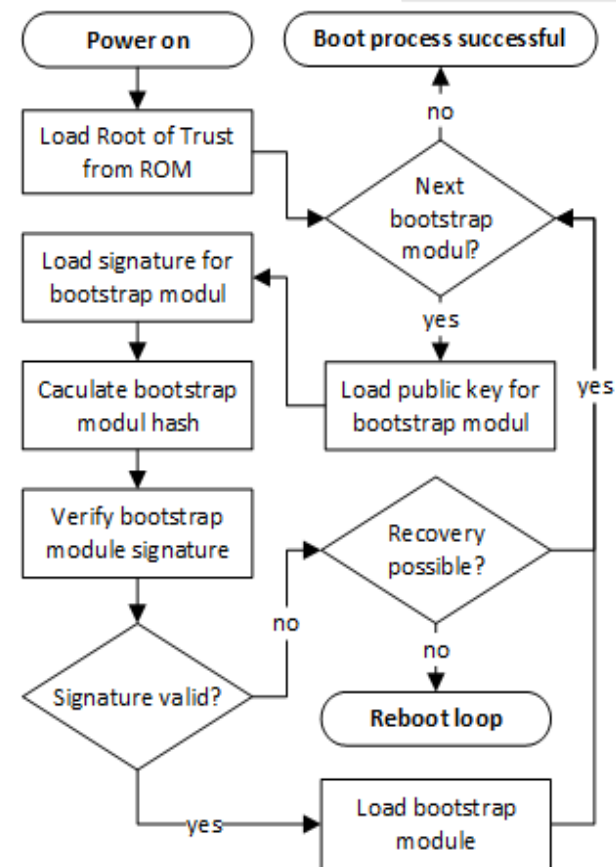 Power on
Boot process successful
no
Load Root of Trust
from ROM
Next
bootstrap
modul?
Load signature for
bootstrap modul
yes
Caculate bootstrap
modul hash
Load public key for
bootstrap modul
yes
Verify bootstrap
module signature
Recovery
possible?
no
no
Signature valid?
Reboot loop
yes
Load bootstrap
module